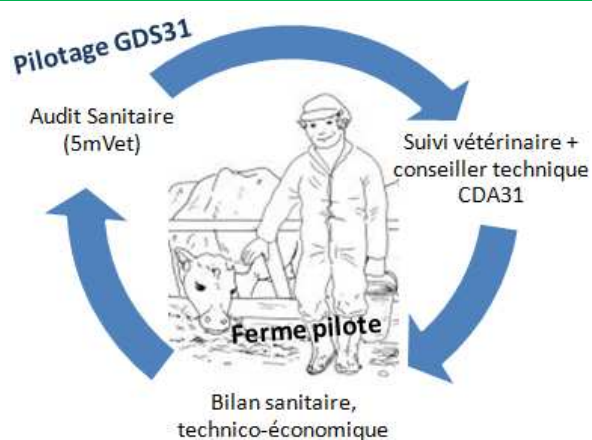 Pilotage GDS31
Audit Sanitaire
(5mVet)
Suivi vétérinaire +
conseiller technique
CDA31
Ferme pilote
Bilan sanitaire,
technico-économique